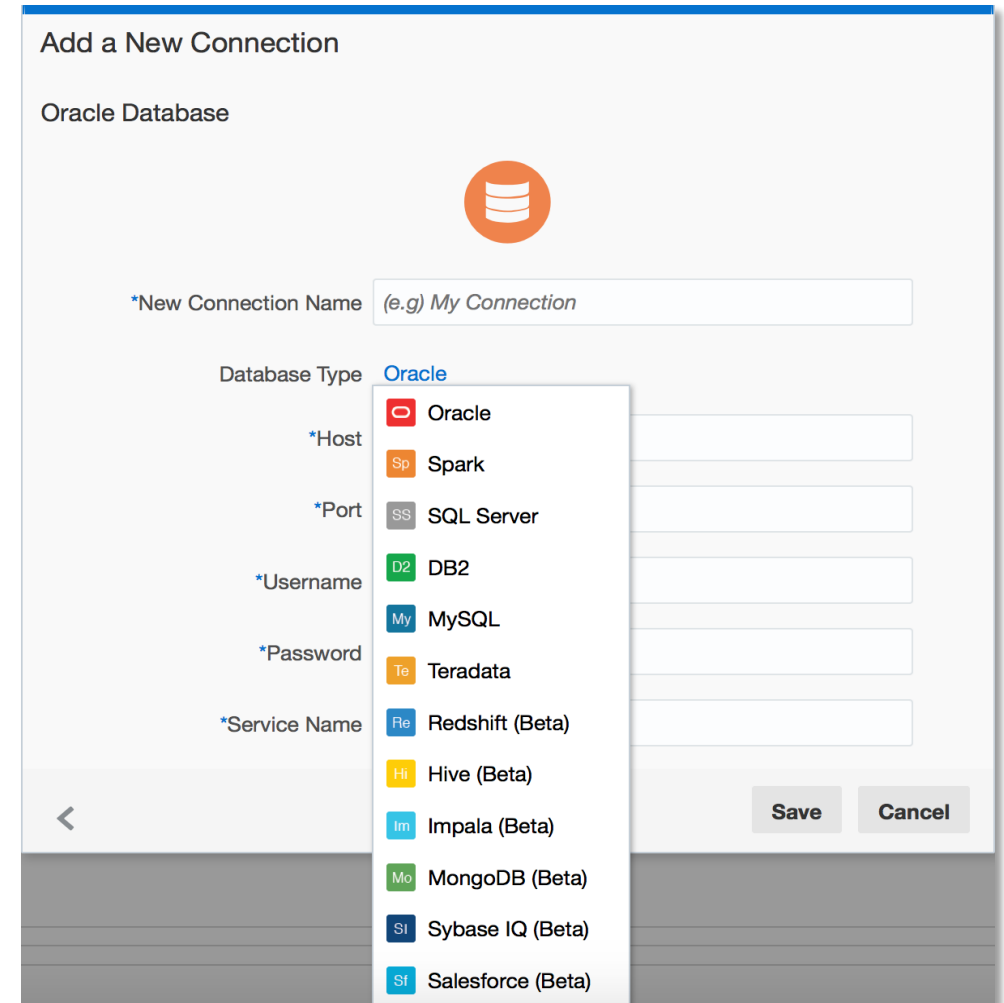 Add a New Connection
Oracle Database
*New Connection Name (e.g) My Connection
Database Type Oracle
Oracle
*Host
Sp Spark
*Port
SS SQL Server
D2 DB2
*Username
My MySQL
*Password
Te Teradata
*Service Name
Re Redshift (Beta)
Hi Hive (Beta)
Save Cancel
Im Impala (Beta)
Mo MongoDB (Beta)
SI Sybase IQ (Beta)
Sf Salesforce (Beta)